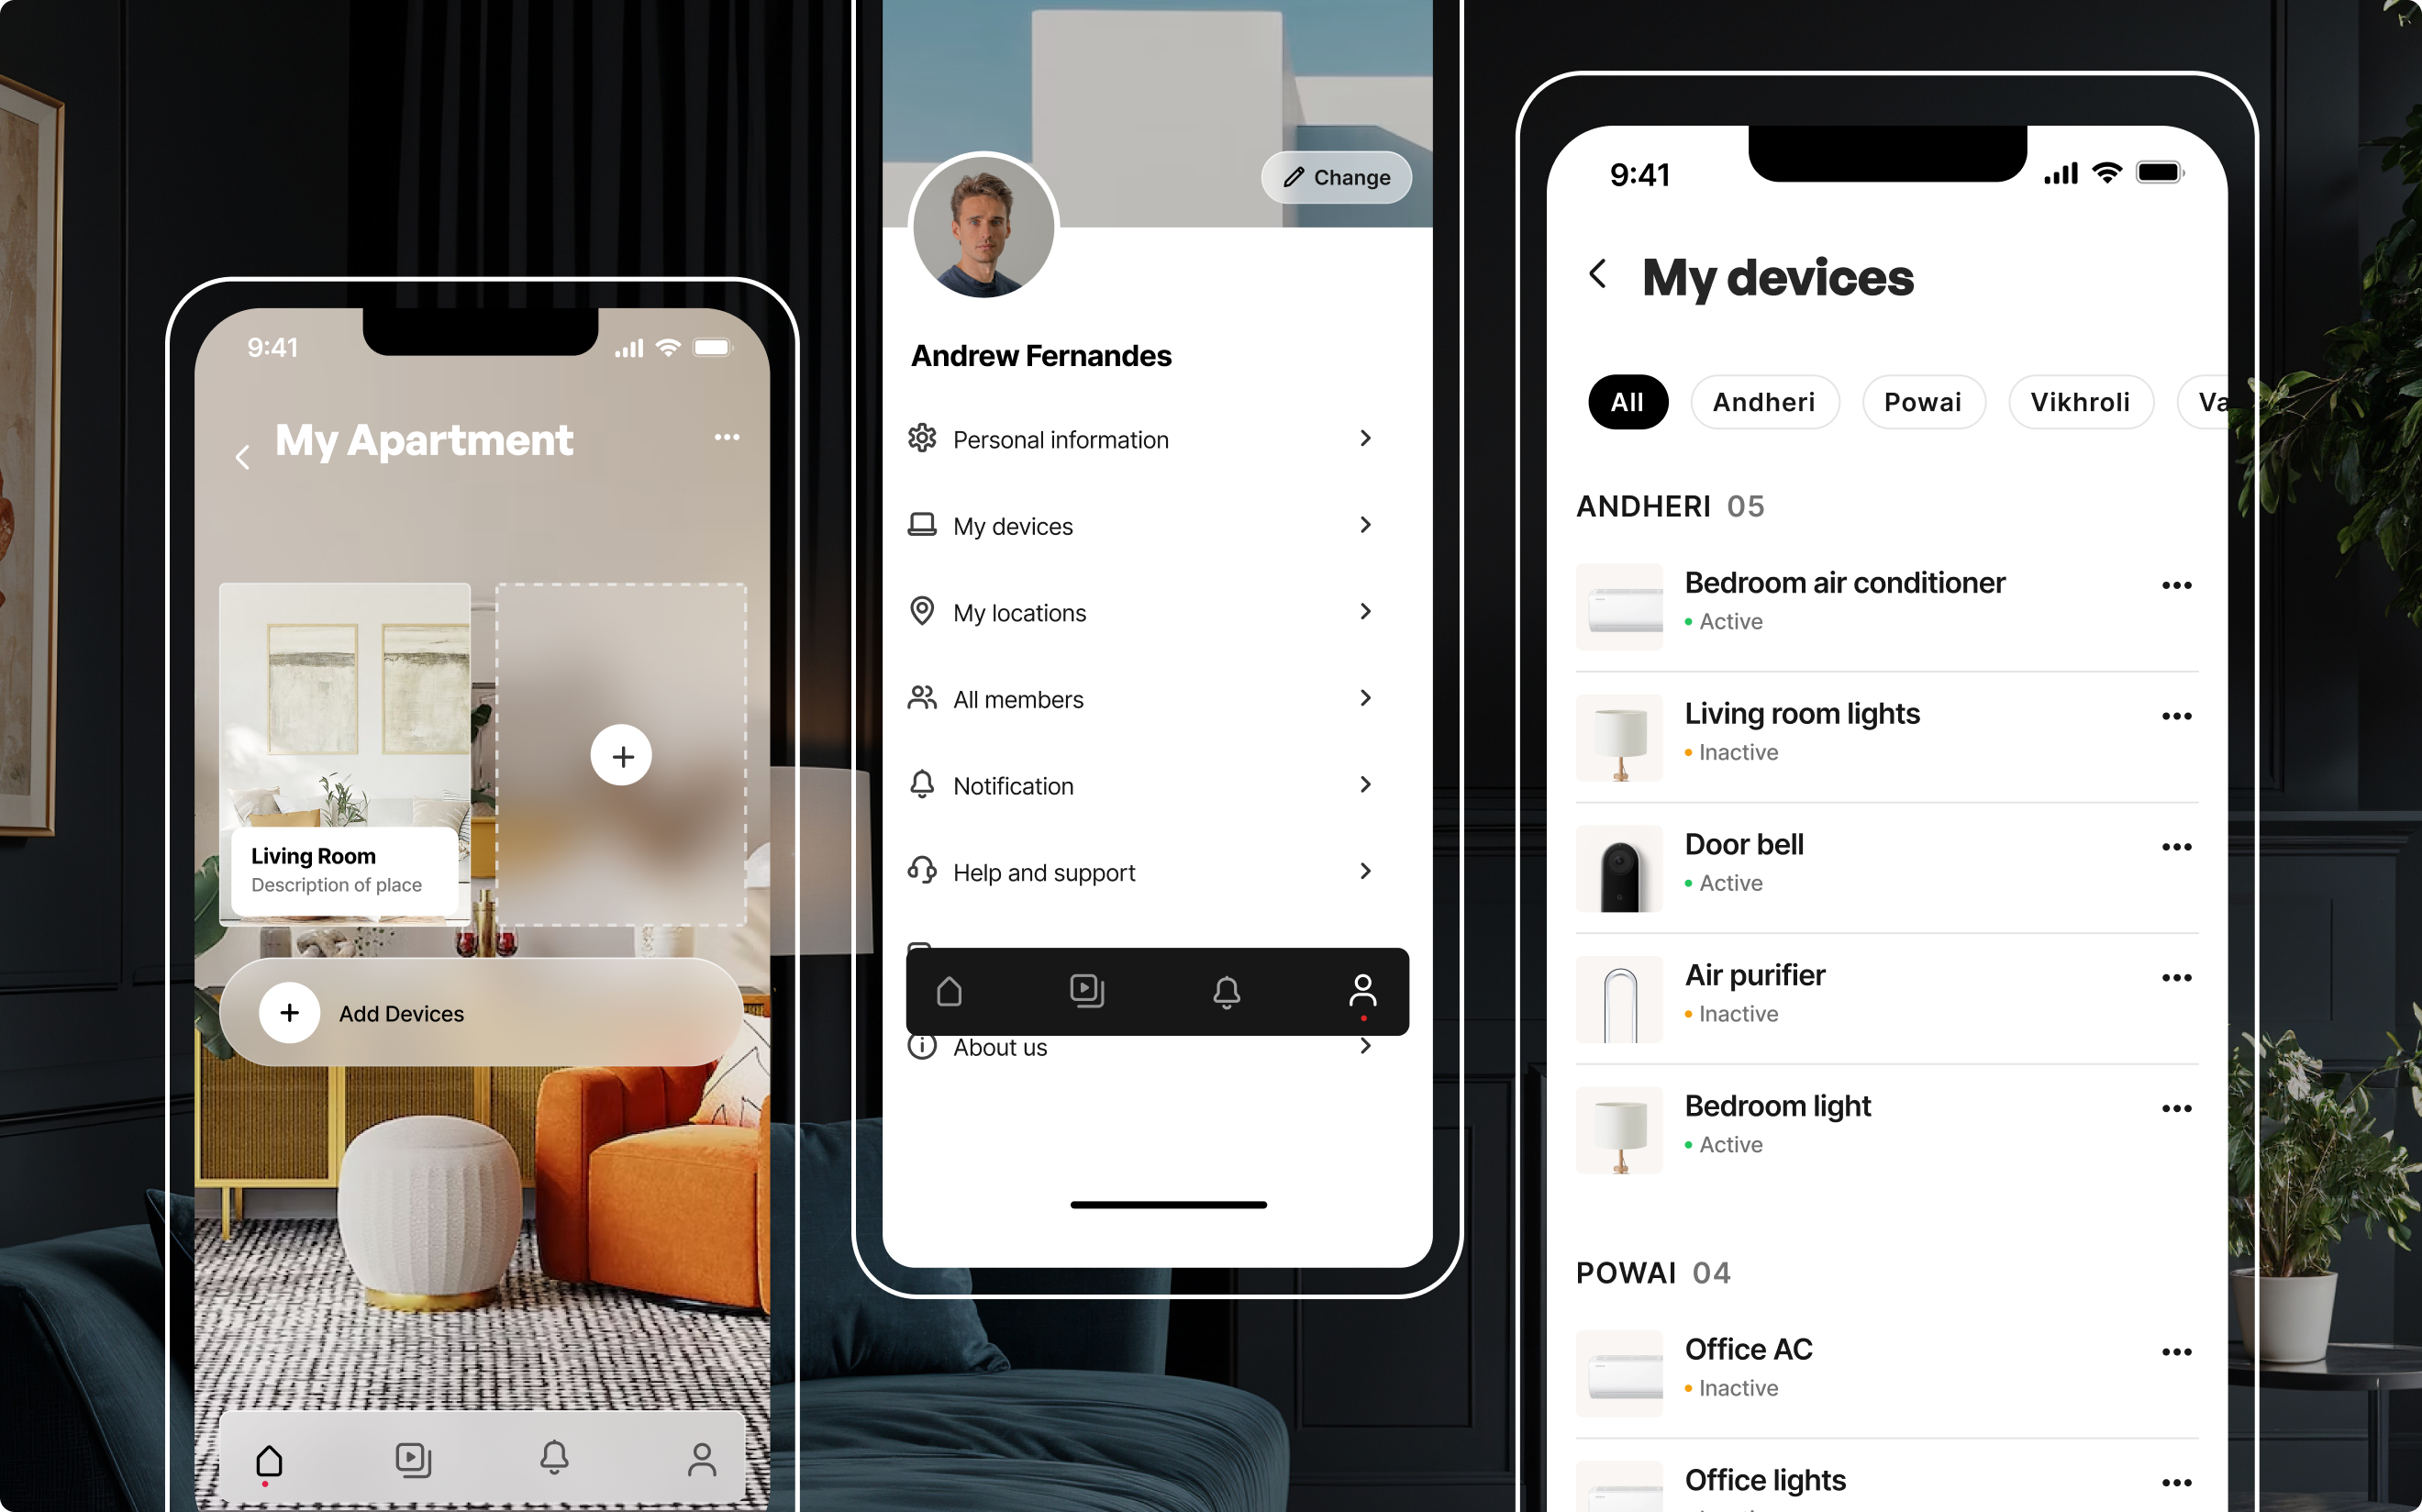 9:41
My Apartment
Living Room
Description of place
Add Devices
Change
Andrew Fernandes
Personal information
My devices
My locations
All members
Notification
Help and support
About us
9:41
My devices
All Andheri Powai Vikhroli Va
ANDHERI 05
Bedroom air conditioner
Active
Living room lights
Inactive
Door bell
Active
Air purifier
Inactive
Bedroom light
Active
POWAI 04
Office AC
Inactive
Office lights